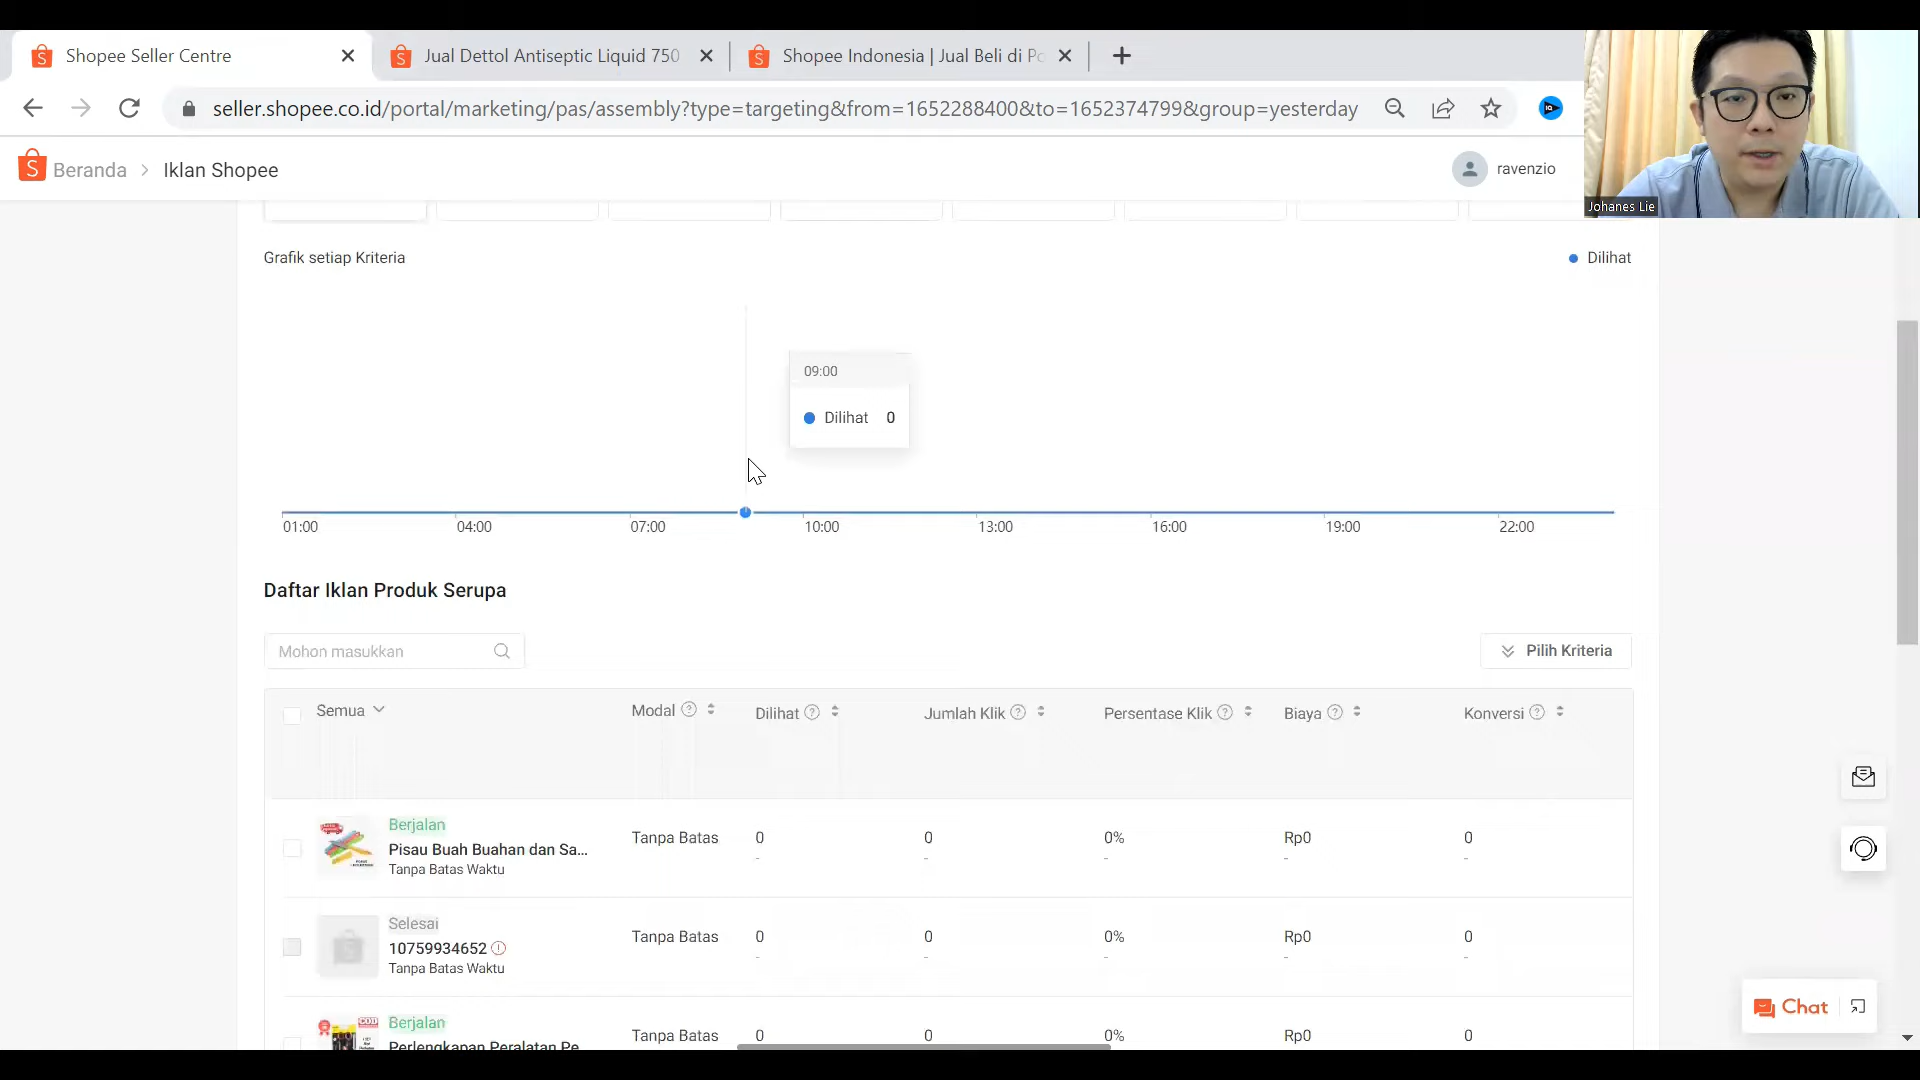 Shopee Seller Centre
Jual Dettol Antiseptic Liquid 750
Shopee Indonesia | Jual Beli di Po
seller.shopee.co.id/portal/marketing/pas/assembly?type=targeting&from=1652288400&to=1652374799&group=yesterday
Beranda > Iklan Shopee
ravenzio
Johanes Lie
Grafik setiap Kriteria
Dilihat
09:00
Dilihat 0
01:00 04:00 07:00 10:00 13:00 16:00 19:00 22:00
Daftar Iklan Produk Serupa
Mohon masukkan
Pilih Kriteria
Semua Modal Dilihat Jumlah Klik Persentase Klik Biaya Konversi
Berjalan
Pisau Buah Buahan dan Sa...
Tanpa Batas Waktu
Tanpa Batas 0 0 0% Rp0 0
- - - - -
Selesai
10759934652
Tanpa Batas Waktu
Tanpa Batas 0 0 0% Rp0 0
- - - - -
Berjalan
Perlengkapan Peralatan Pe
Tanpa Batas 0 0 0% Rp0 0
COD
Chat